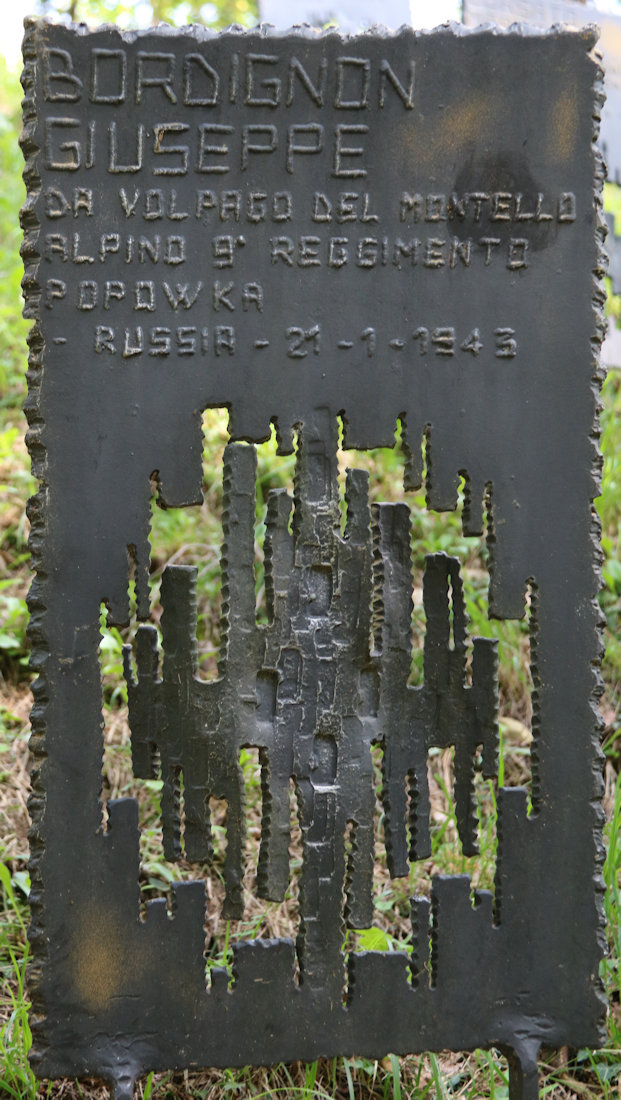 BORDIGNON
GIUSEPPE
DA VOLPAGO DEL MONTELLO
ALPINO 9° REGGIMENTO
POPOWKA
- RUSSIA - 21 - 1 - 1943